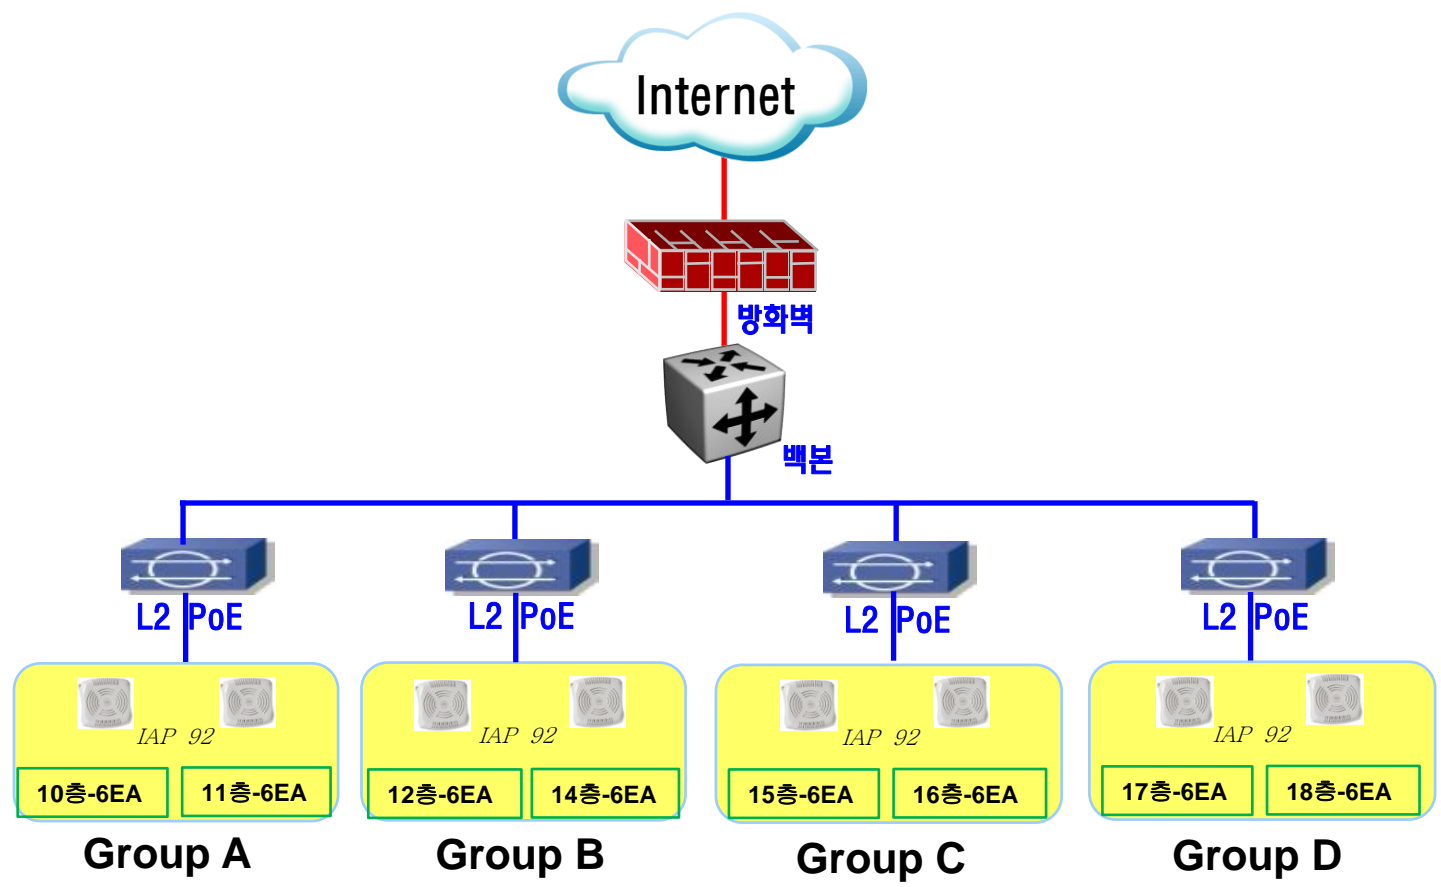 Internet
방화벽
백본
L2 PoE
L2 PoE
L2 PoE
L2 PoE
IAP 92
IAP 92
IAP 92
IAP 92
10층-6EA
11층-6EA
12층-6EA
14층-6EA
15층-6EA
16층-6EA
17층-6EA
18층-6EA
Group A
Group B
Group C
Group D